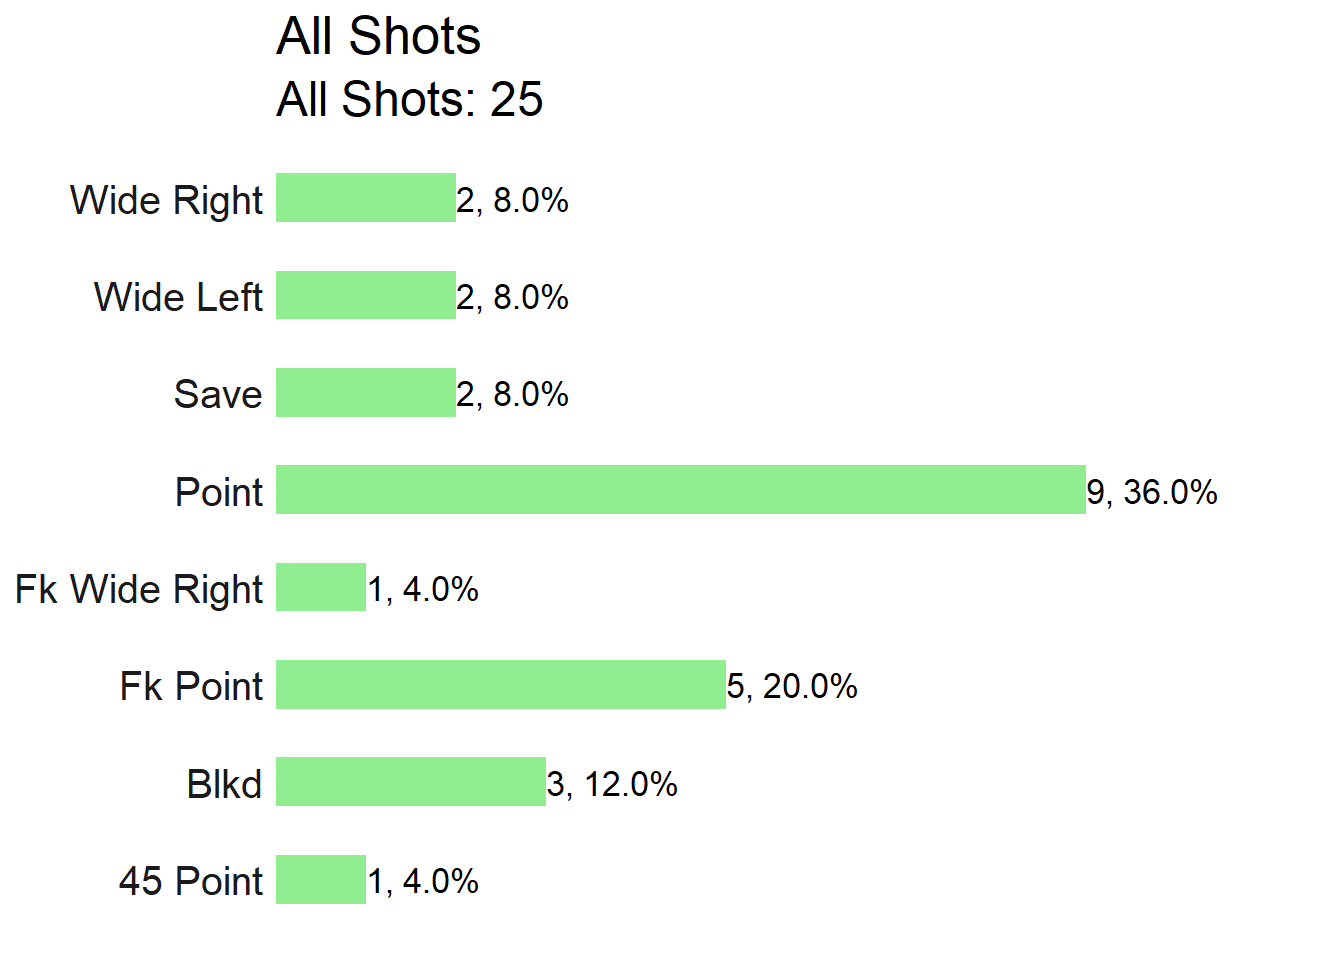 All Shots
All Shots: 25
Wide Right 2, 8.0%
Wide Left 2, 8.0%
Save 2, 8.0%
Point 9, 36.0%
Fk Wide Right 1, 4.0%
Fk Point 5, 20.0%
Blkd 3, 12.0%
45 Point 1, 4.0%